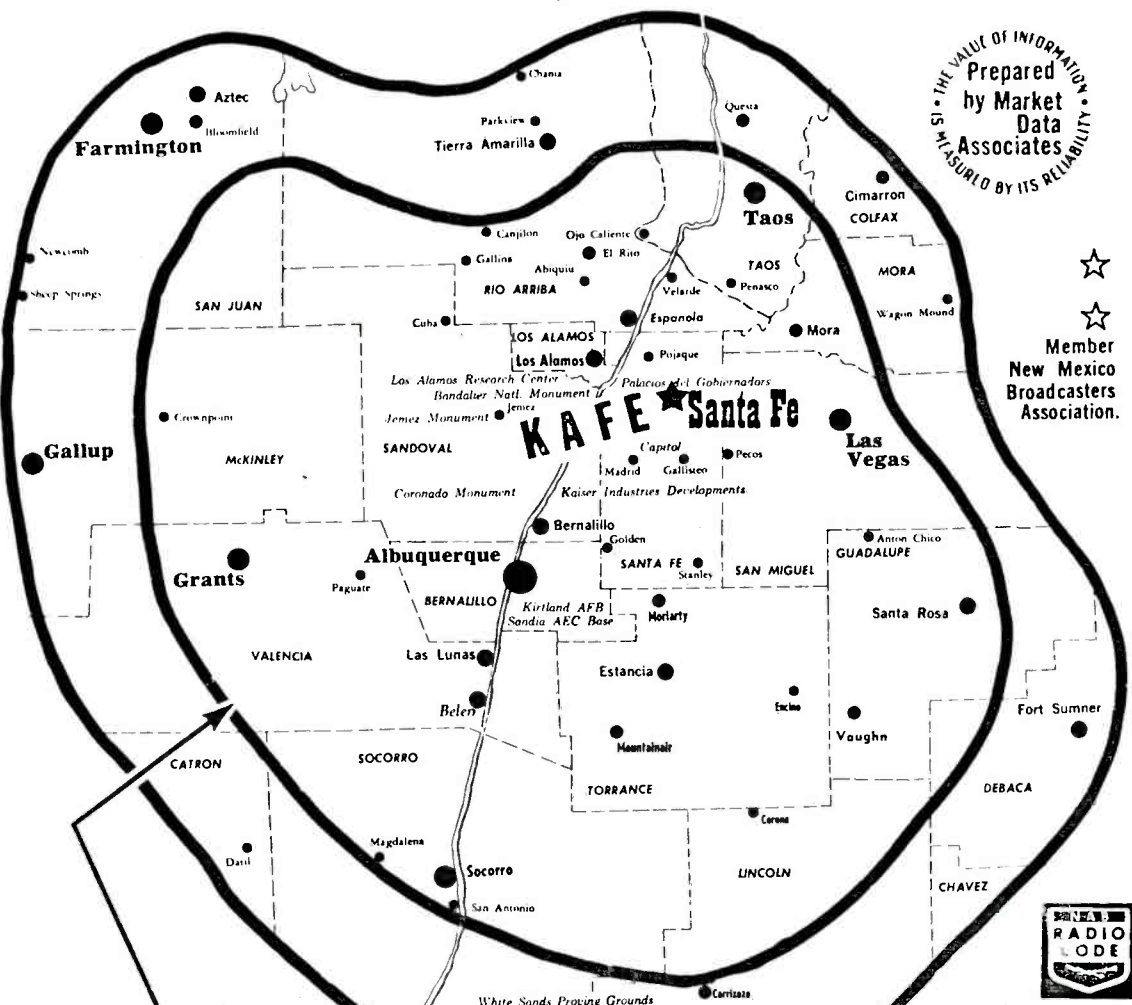 • THE VALUE OF INFORMATION • IS MEASURED BY ITS RELIABILITY
Prepared
by Market
Data
Associates
Chama
Aztec
Bloomfield
Farmington
Parkview
Tierra Amarilla
Questa
Cimarron
COLFAX
Taos
Canjilon
Ojo Caliente
El Rito
Gallina
Abiquiu
RIO ARRIBA
Velarde
TAOS
Penasco
MORA
Wagon Mound
Newcomb
Sheep Springs
SAN JUAN
Cuba
Espanola
LOS ALAMOS
Los Alamos
Pojaque
Mora
Member
New Mexico
Broadcasters
Association.
Los Alamos Research Center
Bandalier Natl. Monument
Palacios del Gobiernadors
Jemez Monument
Jemez
Crownpoint
KAFE
Santa Fe
Las
Vegas
Gallup
McKINLEY
SANDOVAL
Capitol
Madrid
Gallisteo
Pecos
Coronado Monument
Kaiser Industries Developments
Bernalillo
Golden
Anton Chico
GUADALUPE
Albuquerque
Grants
Paguate
SANTA FE
Stanley
SAN MIGUEL
BERNALILLO
Kirtland AFB
Sandia AEC Base
Moriarty
Santa Rosa
VALENCIA
Las Lunas
Estancia
Belen
Encino
Vaughn
Fort Sumner
Mountainair
CATRON
SOCORRO
TORRANCE
DEBACA
Corona
Magdalena
Datil
Socorro
LINCOLN
CHAVEZ
San Antonio
NAB
RADIO
CODE
White Sands Proving Grounds
Carrizozo